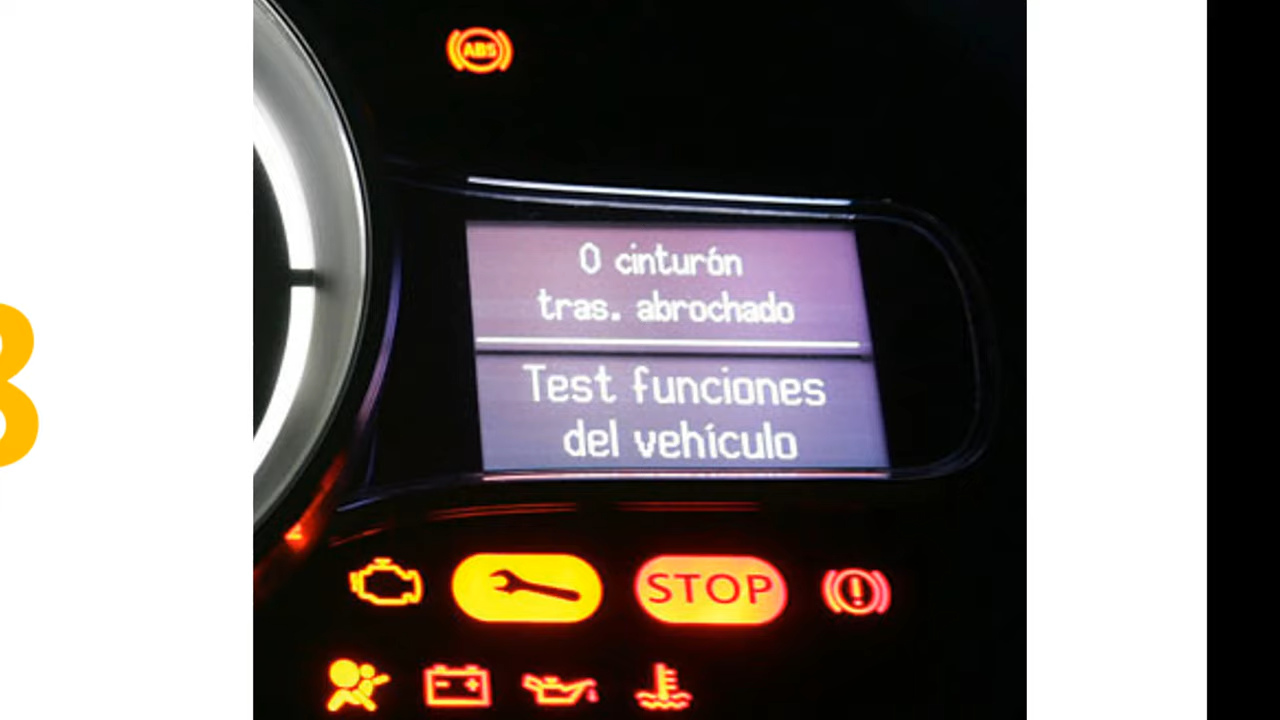 ABS
0 cinturón
tras. abrochado
Test funciones
del vehículo
STOP